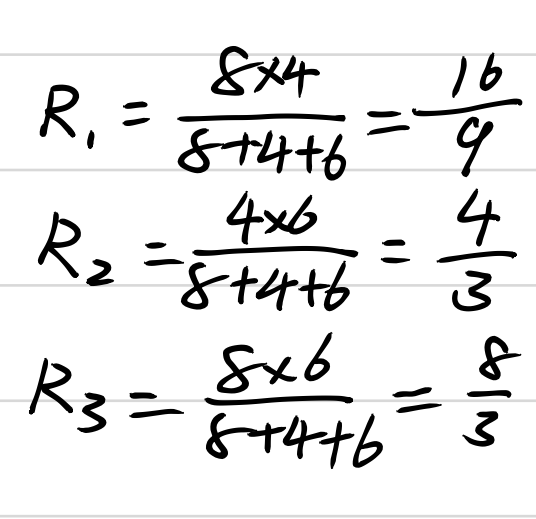 R₁ = (8×4)/(8+4+6) = 16/9
R₂ = (4×6)/(8+4+6) = 4/3
R₃ = (8×6)/(8+4+6) = 8/3